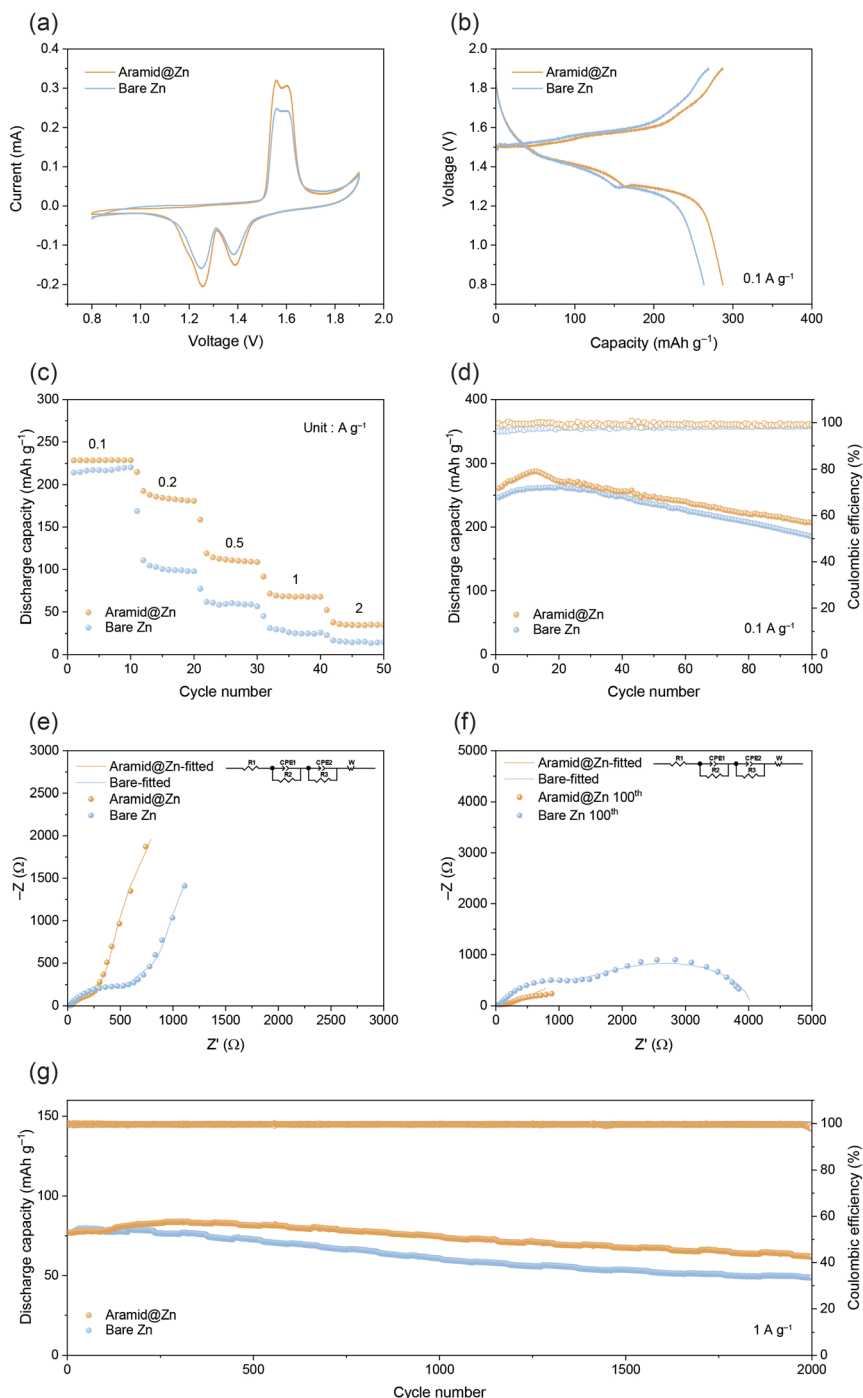 (a)
Aramid@Zn
Bare Zn
Current (mA)
0.4
0.3
0.2
0.1
0.0
-0.1
-0.2
0.8 1.0 1.2 1.4 1.6 1.8 2.0
Voltage (V)
(b)
Aramid@Zn
Bare Zn
Voltage (V)
2.0
1.8
1.6
1.4
1.2
1.0
0.8
0.1 A g⁻¹
0 100 200 300 400
Capacity (mAh g⁻¹)
(c)
Unit : A g⁻¹
Discharge capacity (mAh g⁻¹)
300
250
200
150
100
50
0
0.1
0.2
0.5
1
2
Aramid@Zn
Bare Zn
0 10 20 30 40 50
Cycle number
(d)
Discharge capacity (mAh g⁻¹)
400
350
300
250
200
150
100
50
0
Coulombic efficiency (%)
100
80
60
40
20
0
Aramid@Zn
Bare Zn
0.1 A g⁻¹
0 20 40 60 80 100
Cycle number
(e)
Aramid@Zn-fitted
Bare-fitted
Aramid@Zn
Bare Zn
R1 CPE1 CPE2 W
R2 R3
−Z (Ω)
3000
2500
2000
1500
1000
500
0
0 500 1000 1500 2000 2500 3000
Z' (Ω)
(f)
Aramid@Zn-fitted
Bare-fitted
Aramid@Zn 100th
Bare Zn 100th
R1 CPE1 CPE2 W
R2 R3
−Z (Ω)
5000
4500
4000
3500
3000
2500
2000
1500
1000
500
0
0 1000 2000 3000 4000 5000
Z' (Ω)
(g)
Discharge capacity (mAh g⁻¹)
150
100
50
0
Coulombic efficiency (%)
100
80
60
40
20
0
Aramid@Zn
Bare Zn
1 A g⁻¹
0 500 1000 1500 2000
Cycle number